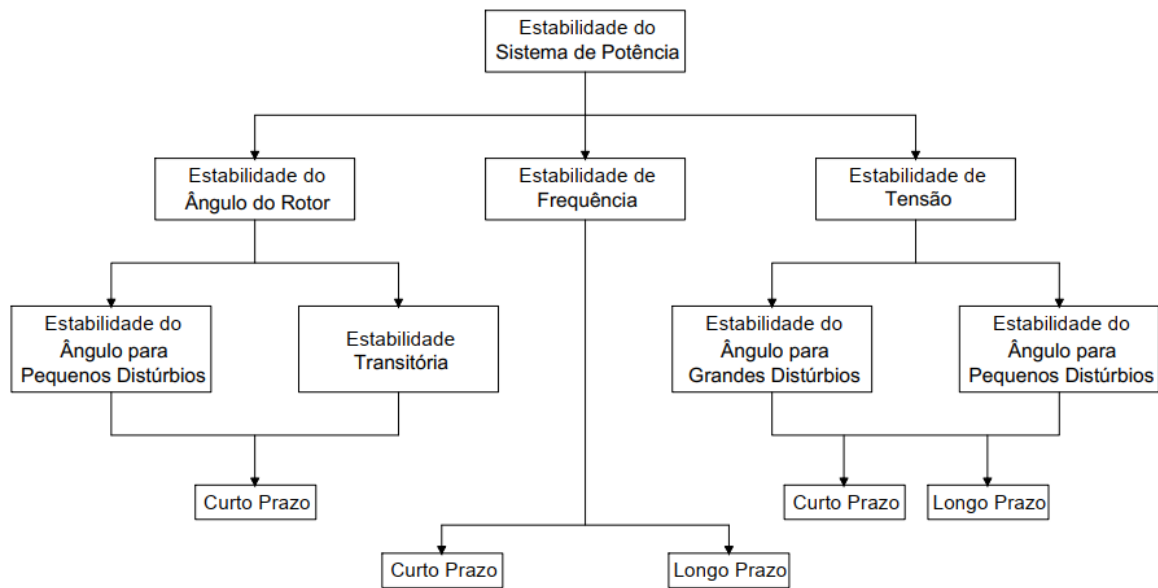 Estabilidade do
Sistema de Potência
Estabilidade do
Ângulo do Rotor
Estabilidade de
Frequência
Estabilidade de
Tensão
Estabilidade do
Ângulo para
Pequenos Distúrbios
Estabilidade
Transitória
Estabilidade do
Ângulo para
Grandes Distúrbios
Estabilidade do
Ângulo para
Pequenos Distúrbios
Curto Prazo
Curto Prazo
Longo Prazo
Curto Prazo
Longo Prazo